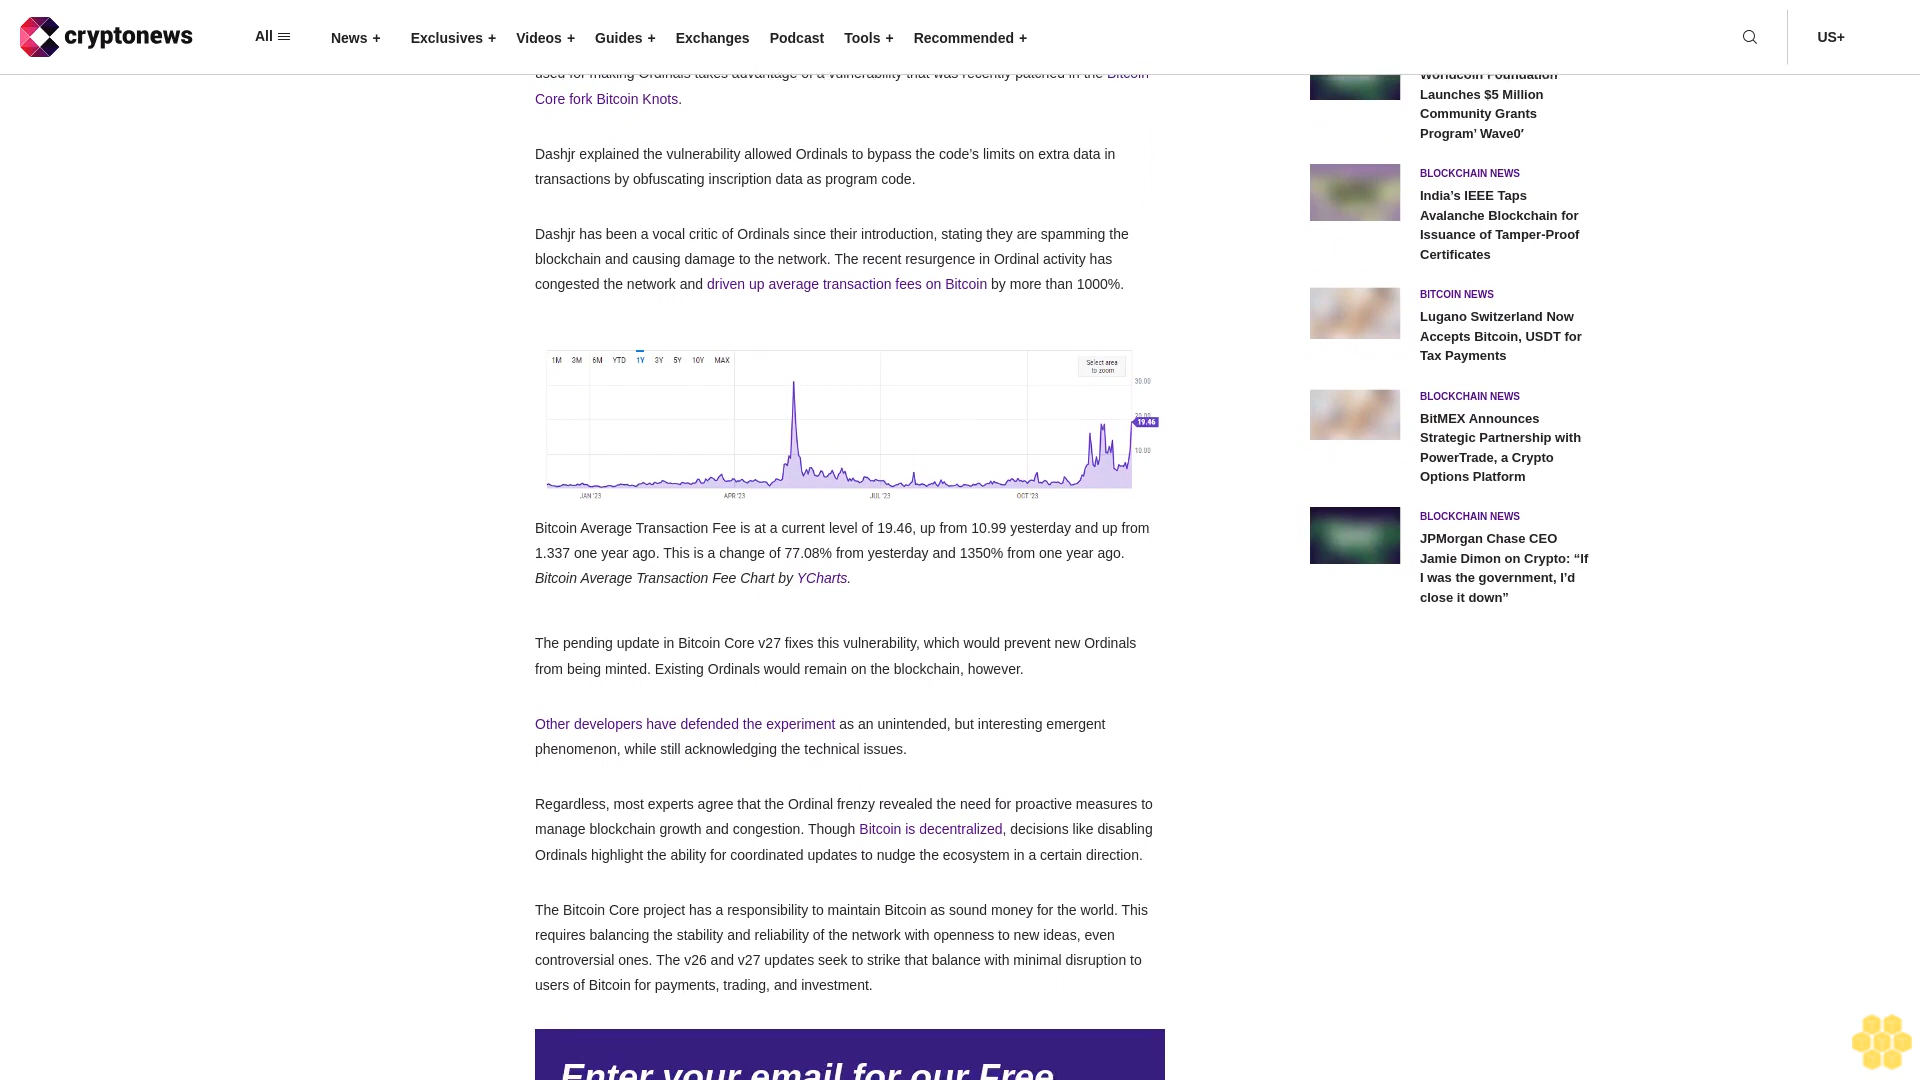 cryptonews
All
News +
Exclusives +
Videos +
Guides +
Exchanges
Podcast
Tools +
Recommended +
US+
used for making Ordinals takes advantage of a vulnerability that was recently patched in the Bitcoin
Core fork Bitcoin Knots.
Dashjr explained the vulnerability allowed Ordinals to bypass the code’s limits on extra data in
transactions by obfuscating inscription data as program code.
Dashjr has been a vocal critic of Ordinals since their introduction, stating they are spamming the
blockchain and causing damage to the network. The recent resurgence in Ordinal activity has
congested the network and driven up average transaction fees on Bitcoin by more than 1000%.
1M 3M 6M YTD 1Y 3Y 5Y 10Y MAX
Select area
to zoom
30.00
20.00
19.46
10.00
JAN '23 APR '23 JUL '23 OCT '23
Bitcoin Average Transaction Fee is at a current level of 19.46, up from 10.99 yesterday and up from
1.337 one year ago. This is a change of 77.08% from yesterday and 1350% from one year ago.
Bitcoin Average Transaction Fee Chart by YCharts.
The pending update in Bitcoin Core v27 fixes this vulnerability, which would prevent new Ordinals
from being minted. Existing Ordinals would remain on the blockchain, however.
Other developers have defended the experiment as an unintended, but interesting emergent
phenomenon, while still acknowledging the technical issues.
Regardless, most experts agree that the Ordinal frenzy revealed the need for proactive measures to
manage blockchain growth and congestion. Though Bitcoin is decentralized, decisions like disabling
Ordinals highlight the ability for coordinated updates to nudge the ecosystem in a certain direction.
The Bitcoin Core project has a responsibility to maintain Bitcoin as sound money for the world. This
requires balancing the stability and reliability of the network with openness to new ideas, even
controversial ones. The v26 and v27 updates seek to strike that balance with minimal disruption to
users of Bitcoin for payments, trading, and investment.
Enter your email for our Free
Worldcoin Foundation
Launches $5 Million
Community Grants
Program’ Wave0′
BLOCKCHAIN NEWS
India’s IEEE Taps
Avalanche Blockchain for
Issuance of Tamper-Proof
Certificates
BITCOIN NEWS
Lugano Switzerland Now
Accepts Bitcoin, USDT for
Tax Payments
BLOCKCHAIN NEWS
BitMEX Announces
Strategic Partnership with
PowerTrade, a Crypto
Options Platform
BLOCKCHAIN NEWS
JPMorgan Chase CEO
Jamie Dimon on Crypto: “If
I was the government, I’d
close it down”